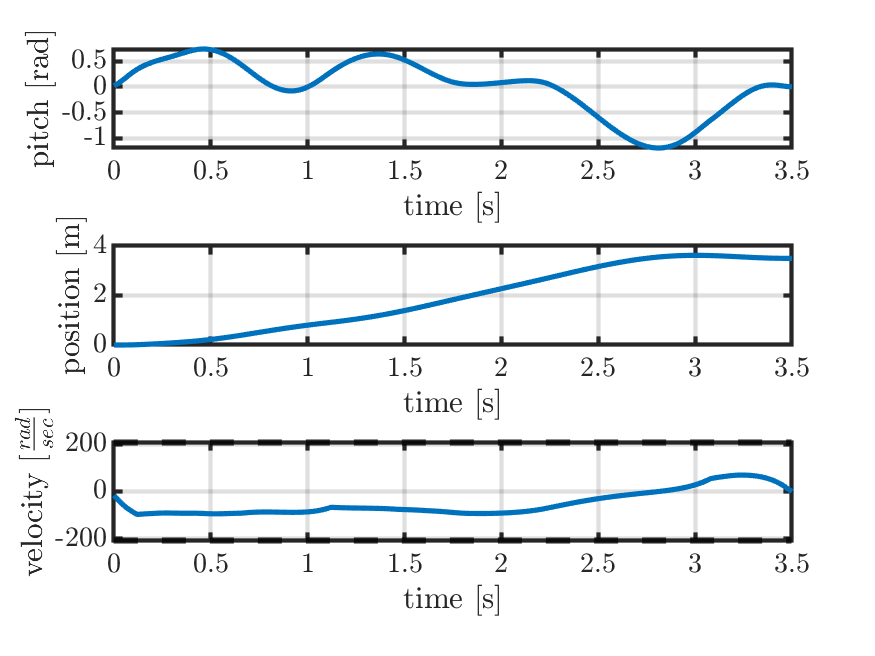 pitch [rad]
0.5
0
-0.5
-1
0 0.5 1 1.5 2 2.5 3 3.5
time [s]
position [m]
4
2
0
0 0.5 1 1.5 2 2.5 3 3.5
time [s]
velocity [rad/sec]
200
0
-200
0 0.5 1 1.5 2 2.5 3 3.5
time [s]